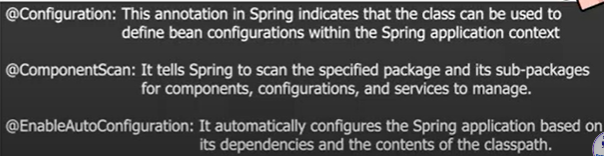 @Configuration: This annotation in Spring indicates that the class can be used to
define bean configurations within the Spring application context
@ComponentScan: It tells Spring to scan the specified package and its sub-packages
for components, configurations, and services to manage.
@EnableAutoConfiguration: It automatically configures the Spring application based on
its dependencies and the contents of the classpath.